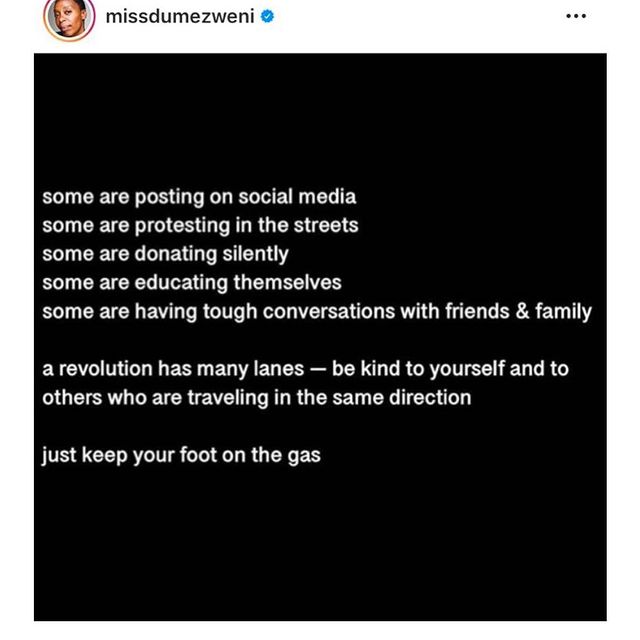 missdumezweni
some are posting on social media
some are protesting in the streets
some are donating silently
some are educating themselves
some are having tough conversations with friends & family
a revolution has many lanes — be kind to yourself and to
others who are traveling in the same direction
just keep your foot on the gas